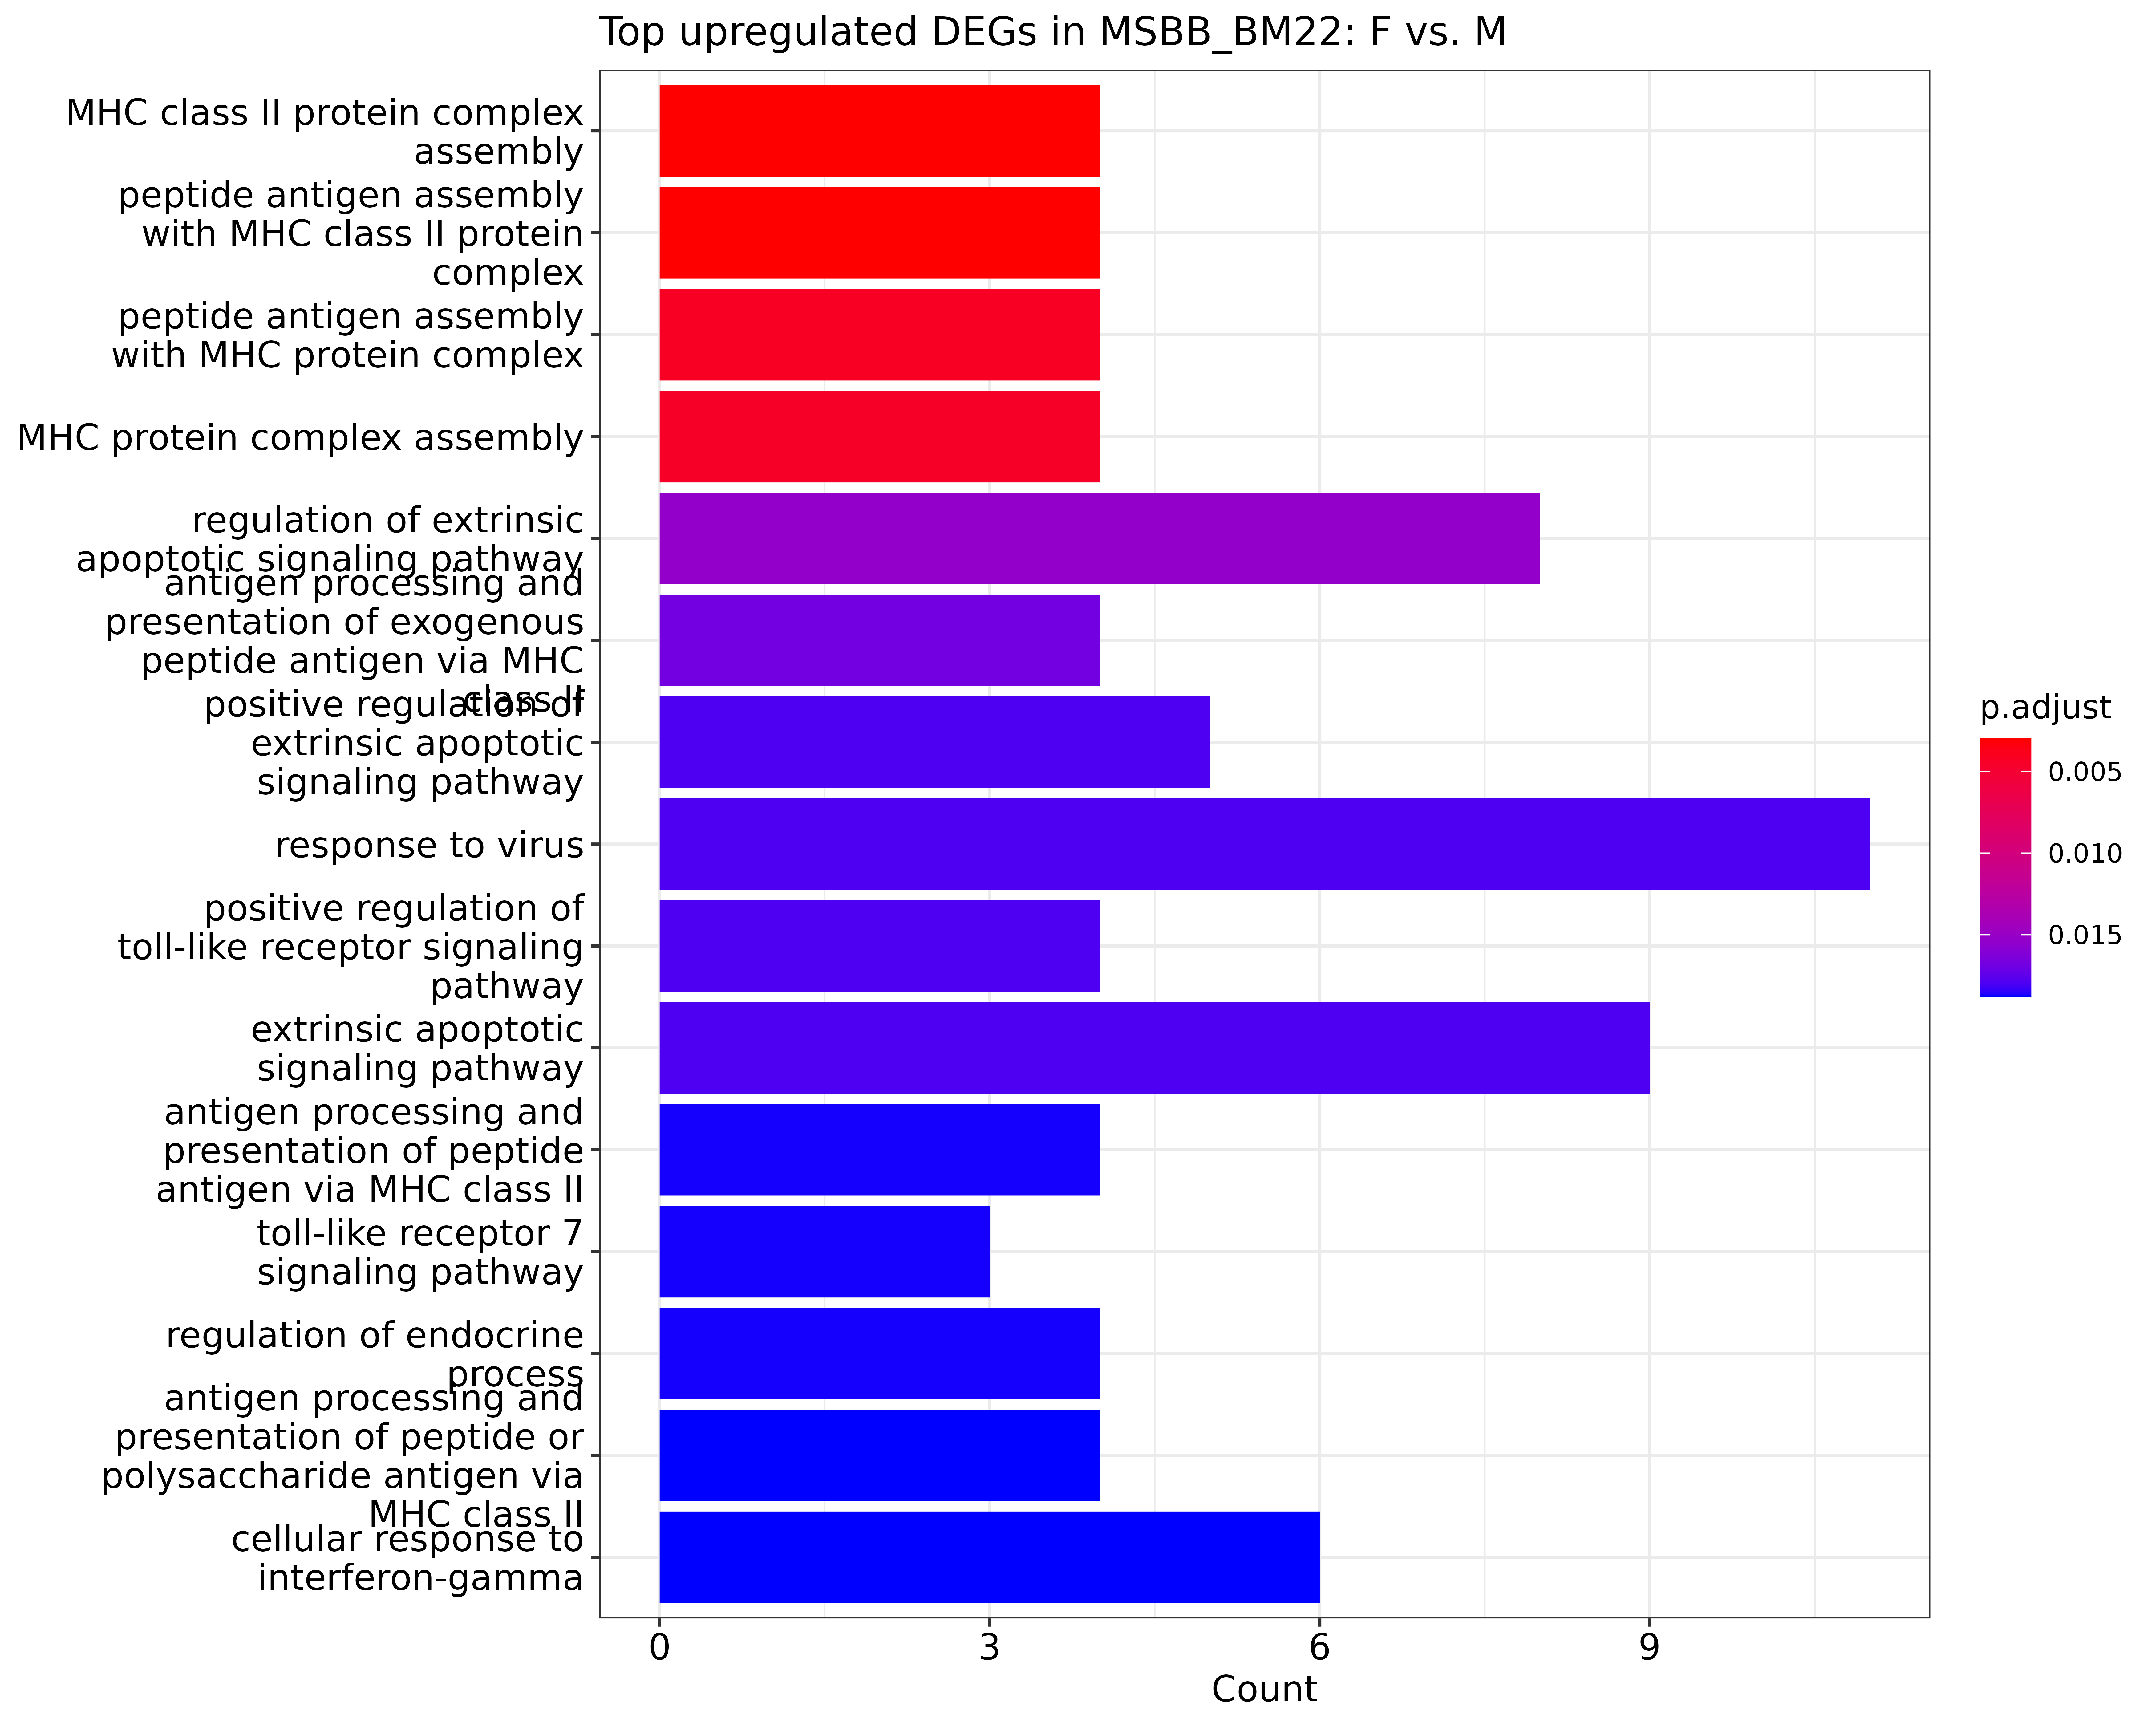 Top upregulated DEGs in MSBB_BM22: F vs. M
MHC class II protein complex
assembly
peptide antigen assembly
with MHC class II protein
complex
peptide antigen assembly
with MHC protein complex
MHC protein complex assembly
regulation of extrinsic
apoptotic signaling pathway
antigen processing and
presentation of exogenous
peptide antigen via MHC
class II
positive regulation of
extrinsic apoptotic
signaling pathway
response to virus
positive regulation of
toll-like receptor signaling
pathway
extrinsic apoptotic
signaling pathway
antigen processing and
presentation of peptide
antigen via MHC class II
toll-like receptor 7
signaling pathway
regulation of endocrine
process
antigen processing and
presentation of peptide or
polysaccharide antigen via
MHC class II
cellular response to
interferon-gamma
0 3 6 9
Count
p.adjust
0.005
0.010
0.015